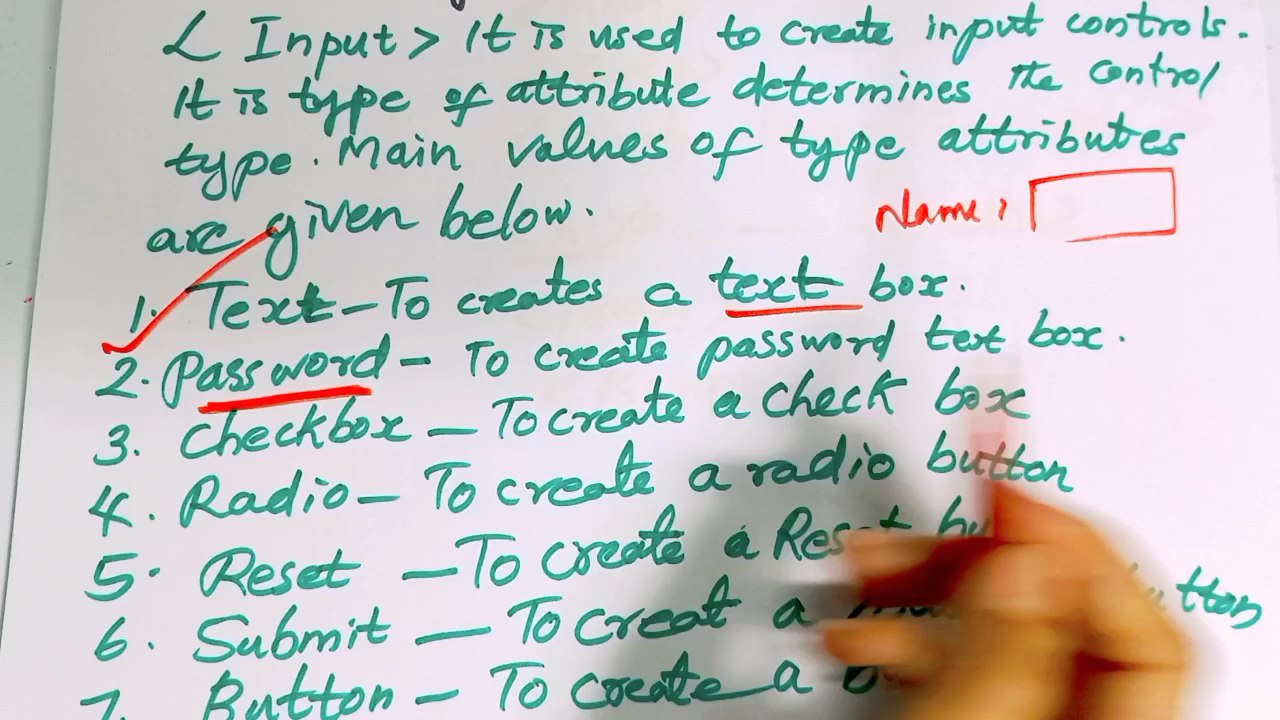 < Input > It is used to create input controls.
It is type of attribute determines the control
type. Main values of type attributes
are given below.
Name:
1. Text - To creates a text box.
2. Password - To create password text box.
3. Checkbox - To create a check box
4. Radio - To create a radio button
5. Reset - To create a Reset
6. Submit - To creat a button
7. Button - To create a